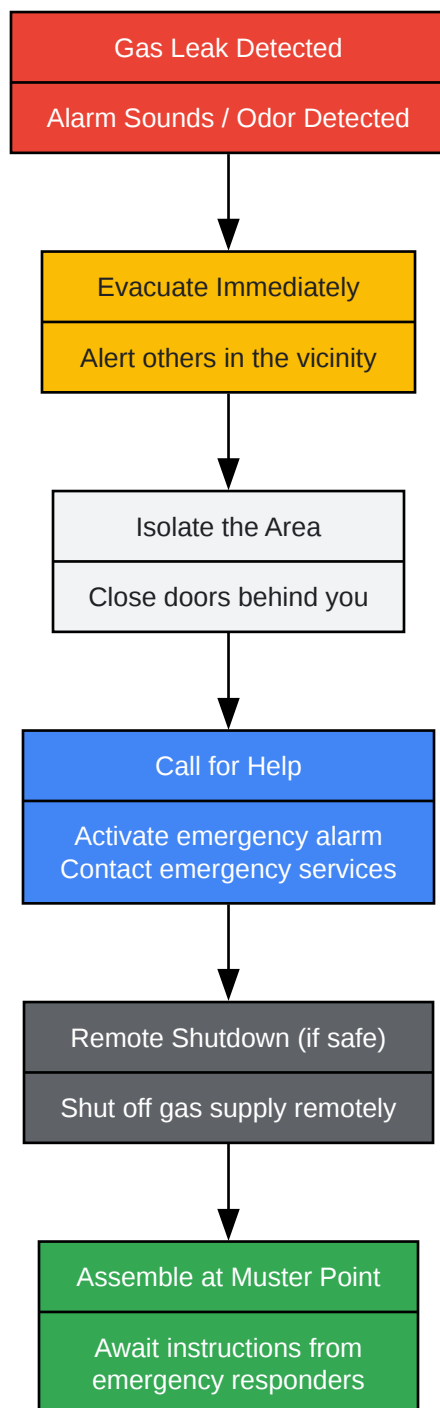 Gas Leak Detected
Alarm Sounds / Odor Detected
Evacuate Immediately
Alert others in the vicinity
Isolate the Area
Close doors behind you
Call for Help
Activate emergency alarm
Contact emergency services
Remote Shutdown (if safe)
Shut off gas supply remotely
Assemble at Muster Point
Await instructions from
emergency responders